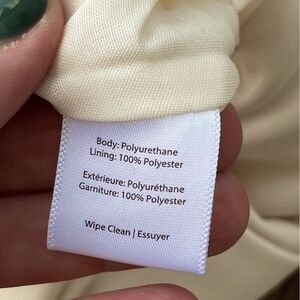 Body: Polyurethane
Lining: 100% Polyester
Extérieure: Polyuréthane
Garniture: 100% Polyester
Wipe Clean | Essuyer